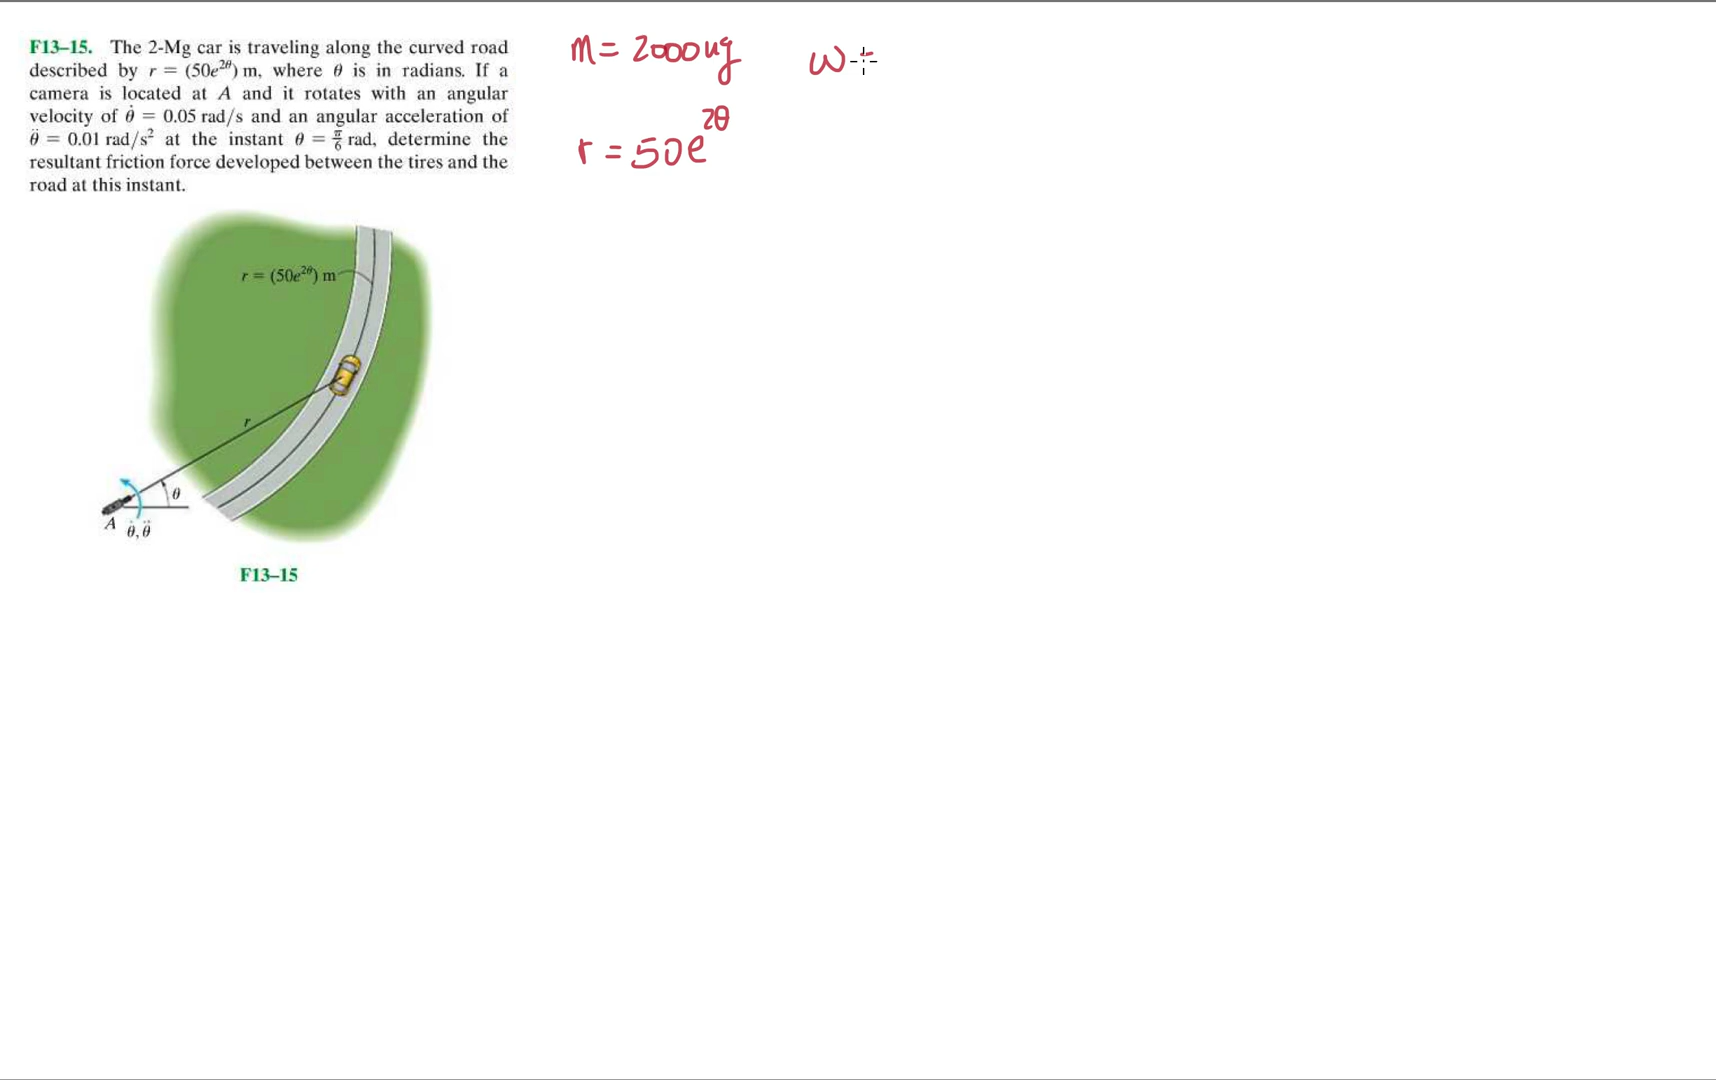 F13–15. The 2-Mg car is traveling along the curved road
described by r = (50e^{2θ}) m, where θ is in radians. If a
camera is located at A and it rotates with an angular
velocity of θ̇ = 0.05 rad/s and an angular acceleration of
θ̈ = 0.01 rad/s² at the instant θ = π/6 rad, determine the
resultant friction force developed between the tires and the
road at this instant.
m = 2000kg
ω =
r = 50e^{2θ}
r = (50e^{2θ}) m
r
θ
A
θ̇, θ̈
F13–15